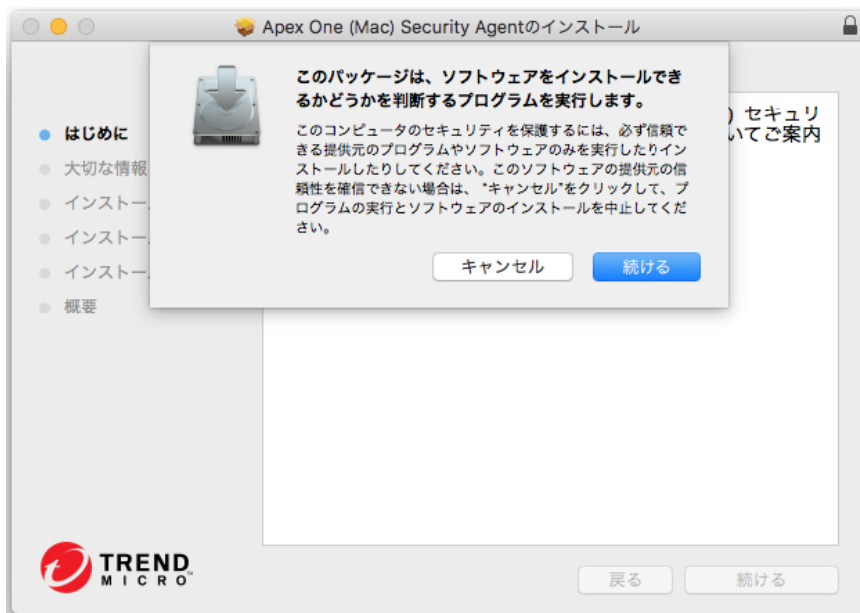 Apex One (Mac) Security Agentのインストール
このパッケージは、ソフトウェアをインストールでき
るかどうかを判断するプログラムを実行します。
このコンピュータのセキュリティを保護するには、必ず信頼で
きる提供元のプログラムやソフトウェアのみを実行したりイン
ストールしたりしてください。このソフトウェアの提供元の信
頼性を確信できない場合は、“キャンセル”をクリックして、プ
ログラムの実行とソフトウェアのインストールを中止してくだ
さい。
キャンセル
続ける
) セキュリ
いてご案内
はじめに
大切な情報
インストー
インストー
インストー
概要
TREND
MICRO™
戻る
続ける